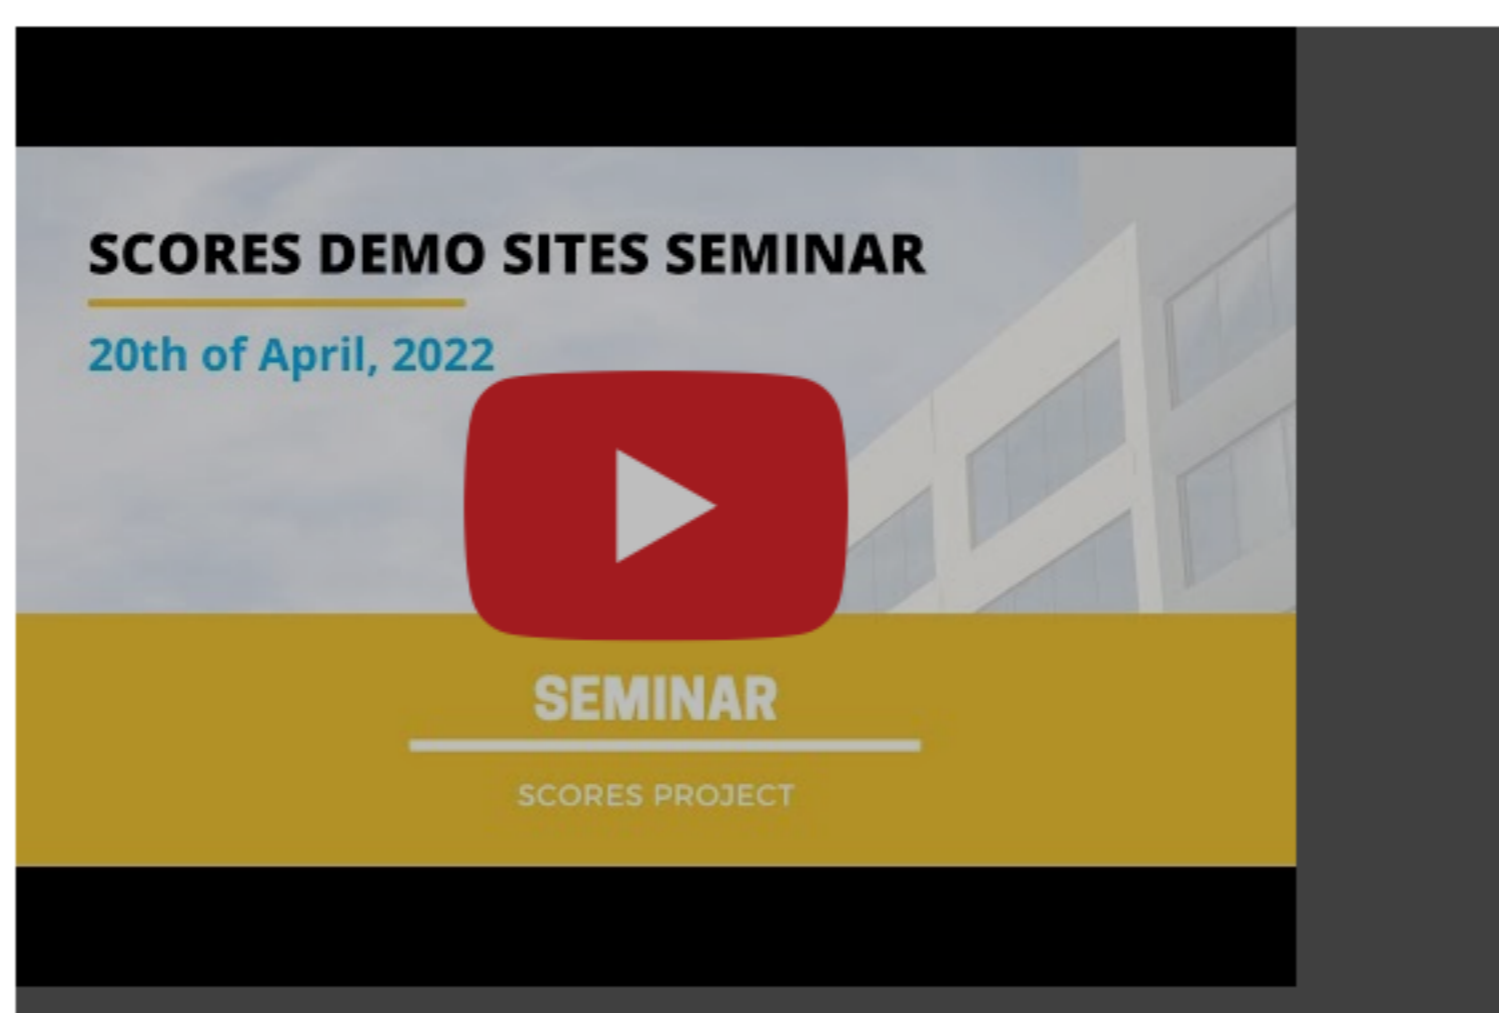 SCORES DEMO SITES SEMINAR
20th of April, 2022
SEMINAR
SCORES PROJECT